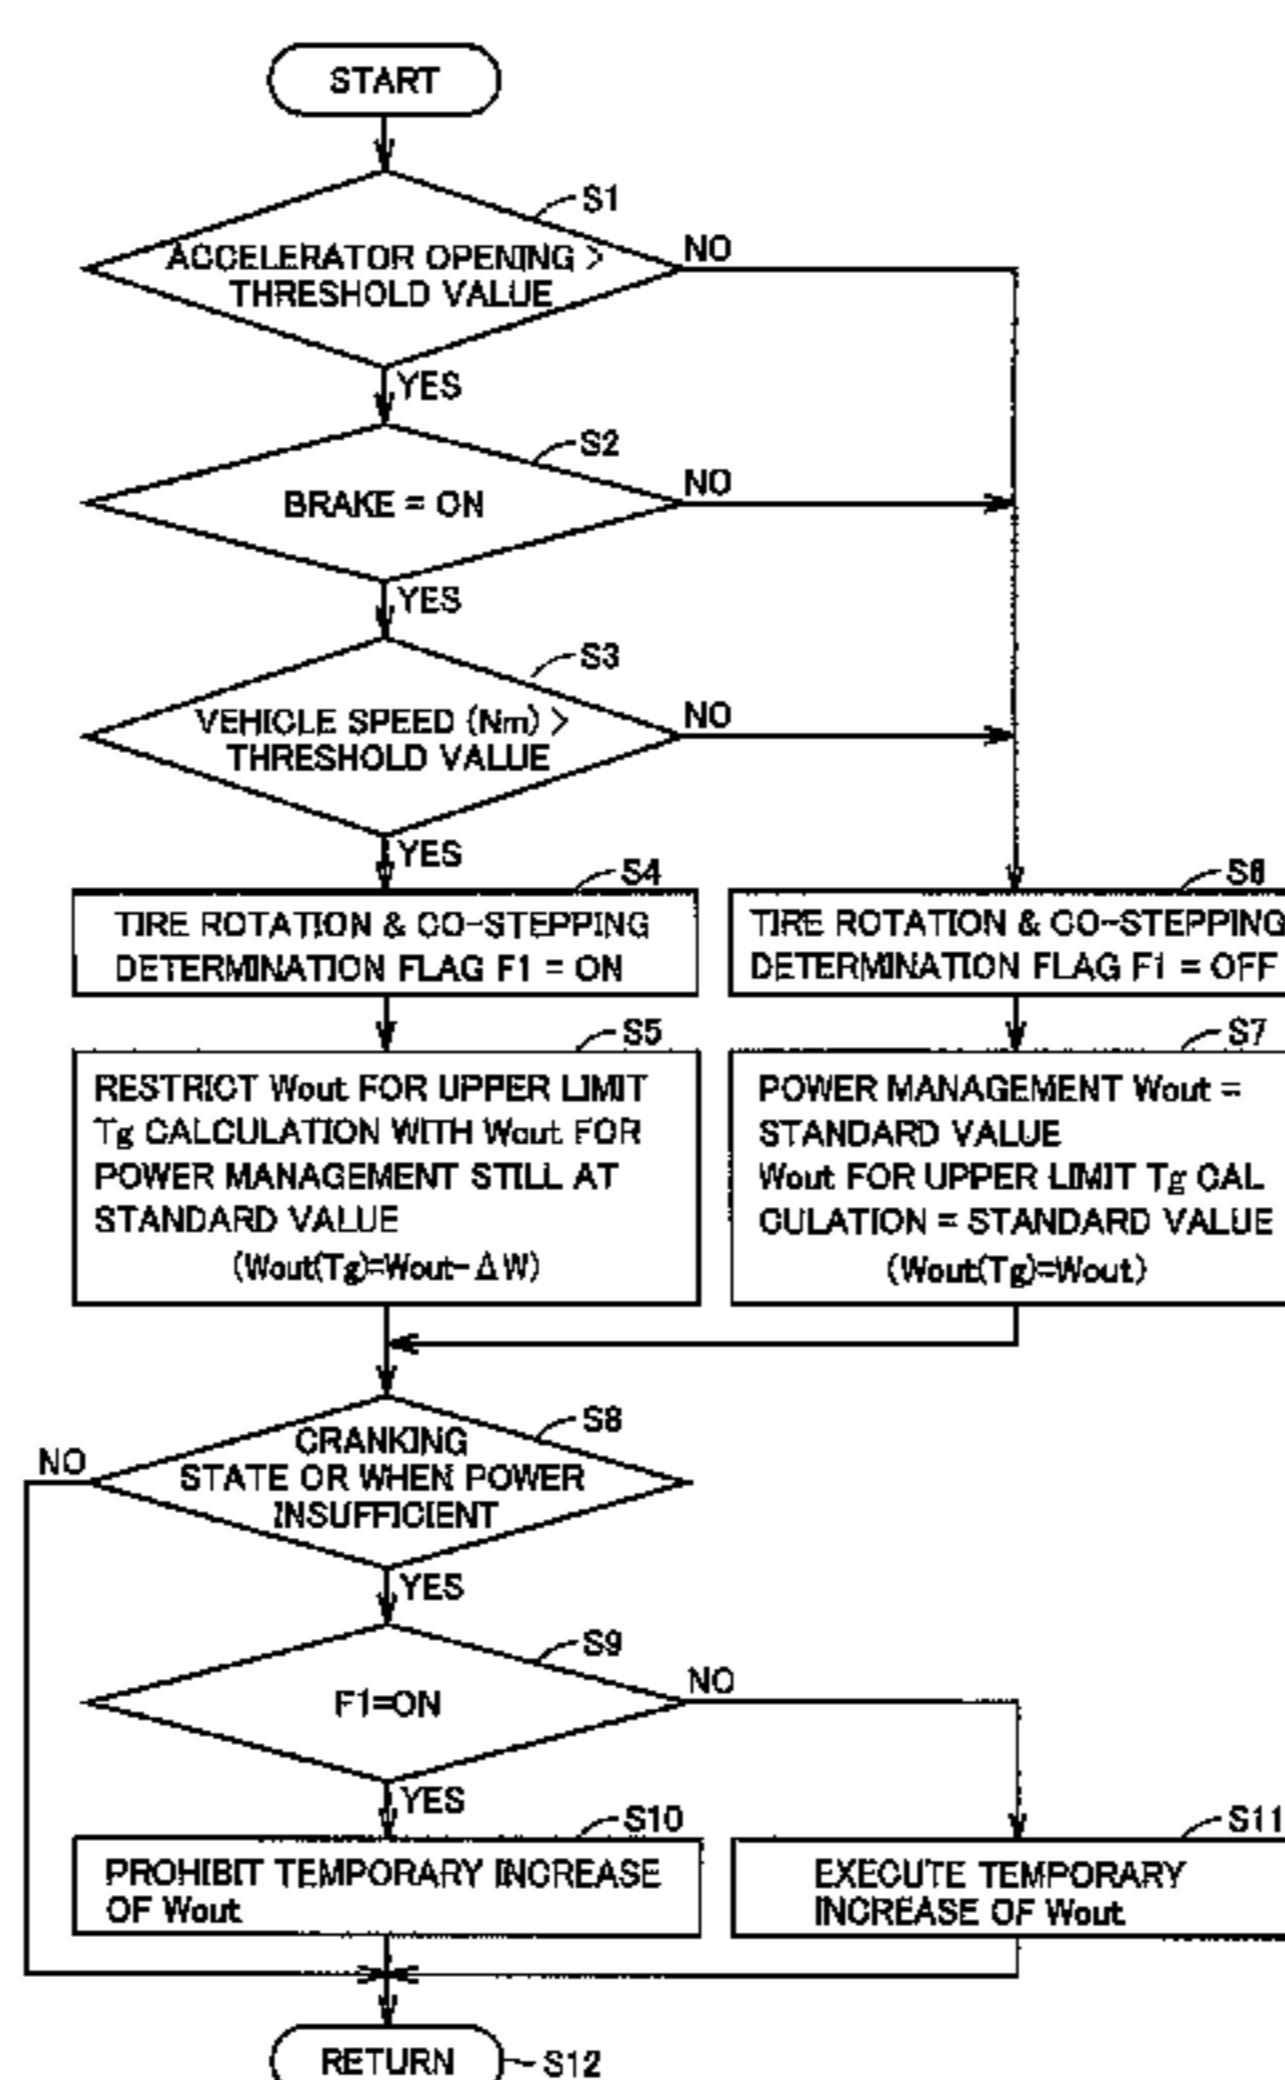 START
S1
ACCELERATOR OPENING >
THRESHOLD VALUE
NO
YES
S2
BRAKE = ON
NO
YES
S3
VEHICLE SPEED (Nm) >
THRESHOLD VALUE
NO
YES
S4
TIRE ROTATION & CO-STEPPING
DETERMINATION FLAG F1 = ON
S6
TIRE ROTATION & CO-STEPPING
DETERMINATION FLAG F1 = OFF
S5
RESTRICT Wout FOR UPPER LIMIT
Tg CALCULATION WITH Wout FOR
POWER MANAGEMENT STILL AT
STANDARD VALUE
(Wout(Tg)=Wout-ΔW)
S7
POWER MANAGEMENT Wout =
STANDARD VALUE
Wout FOR UPPER LIMIT Tg CAL
CULATION = STANDARD VALUE
(Wout(Tg)=Wout)
S8
CRANKING
STATE OR WHEN POWER
INSUFFICIENT
NO
YES
S9
F1=ON
NO
YES
S10
PROHIBIT TEMPORARY INCREASE
OF Wout
S11
EXECUTE TEMPORARY
INCREASE OF Wout
RETURN
S12